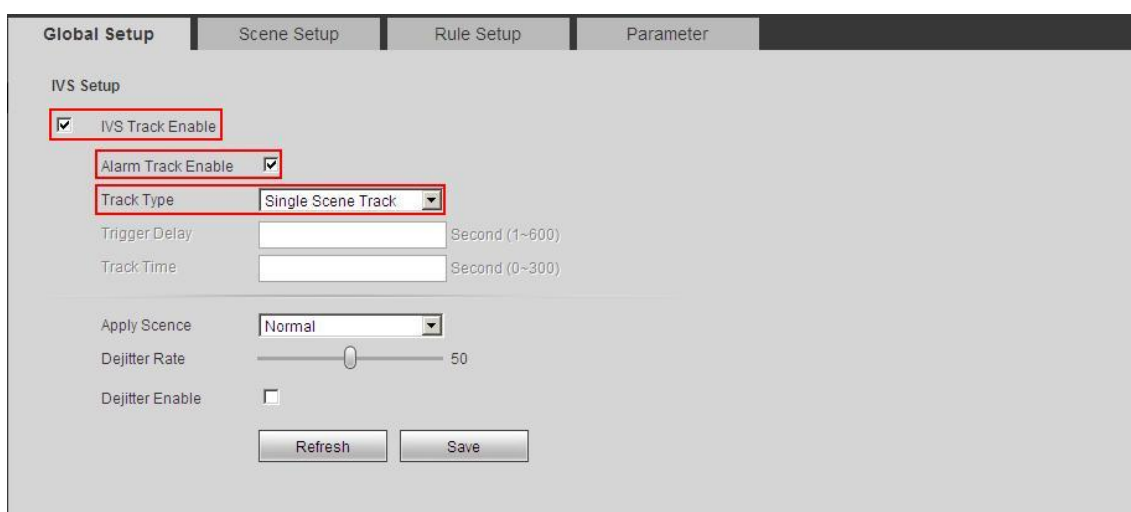 Global Setup Scene Setup Rule Setup Parameter
IVS Setup
IVS Track Enable
Alarm Track Enable
Track Type Single Scene Track
Trigger Delay Second (1~600)
Track Time Second (0~300)
Apply Scence Normal
Dejitter Rate 50
Dejitter Enable
Refresh Save